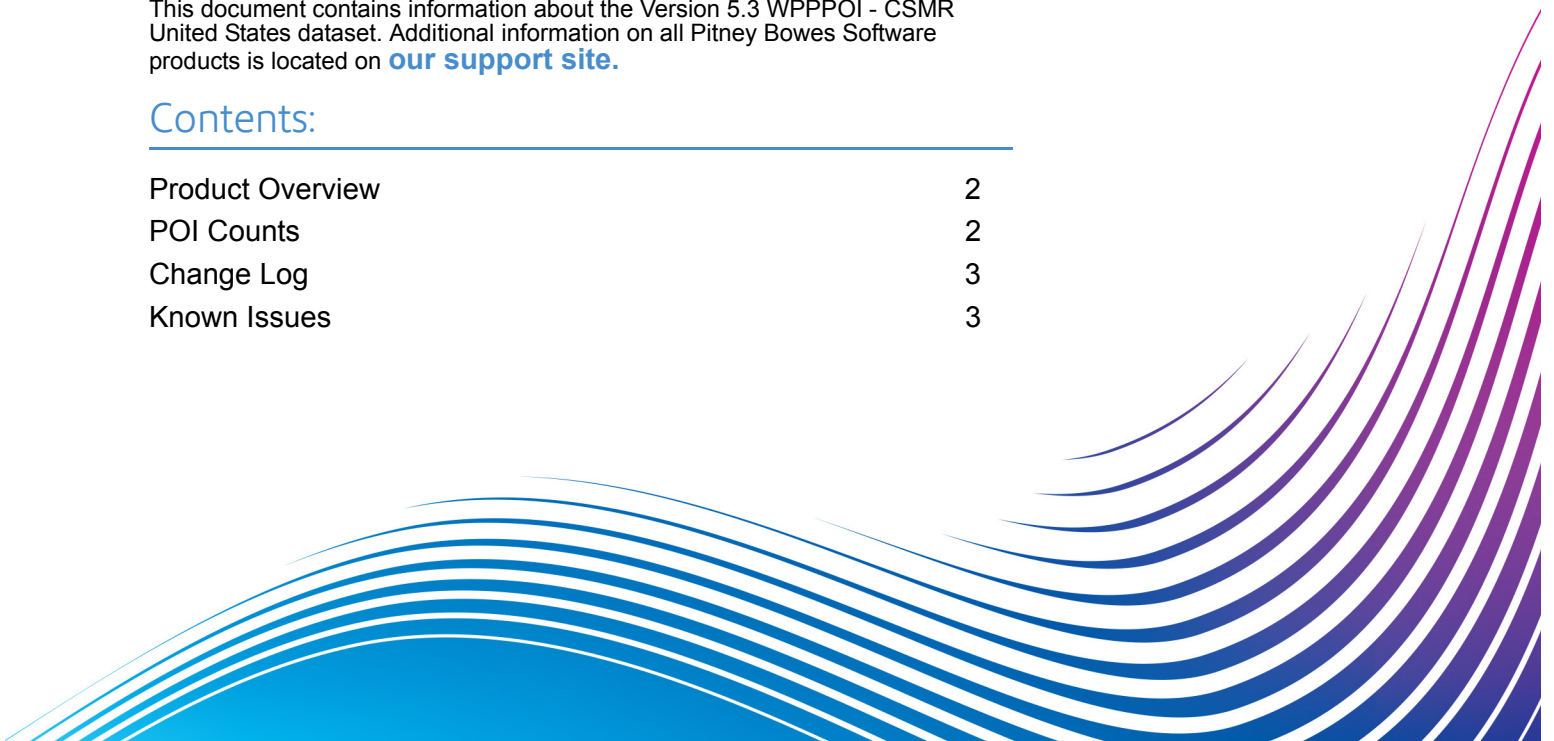 This document contains information about the Version 5.3 WPPPOI - CSMR
United States dataset. Additional information on all Pitney Bowes Software
products is located on our support site.
Contents:
Product Overview 2
POI Counts 2
Change Log 3
Known Issues 3